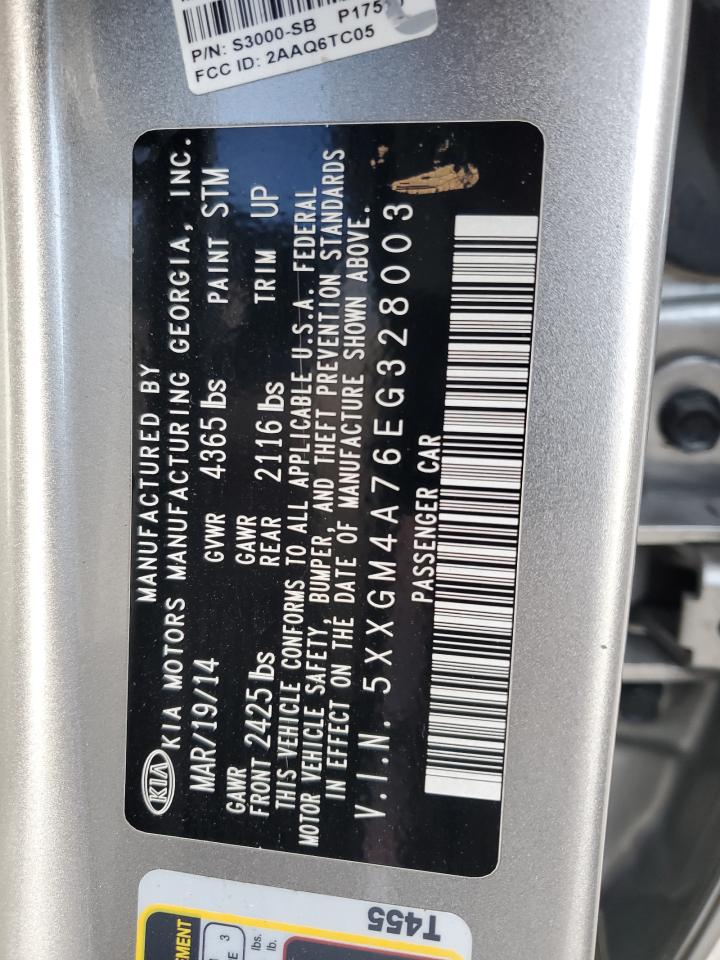 P/N: S3000-SB P175
FCC ID: 2AAQ6TC05
MANUFACTURED BY
KIA KIA MOTORS MANUFACTURING GEORGIA, INC.
MAR/19/14 GVWR 4365 lbs PAINT STM
GAWR GAWR
FRONT 2425 lbs REAR 2116 lbs TRIM UP
THIS VEHICLE CONFORMS TO ALL APPLICABLE U.S.A. FEDERAL
MOTOR VEHICLE SAFETY, BUMPER, AND THEFT PREVENTION STANDARDS
IN EFFECT ON THE DATE OF MANUFACTURE SHOWN ABOVE.
V.I.N. 5XXGM4A76EG328003
PASSENGER CAR
T455
3
lbs.
lb.